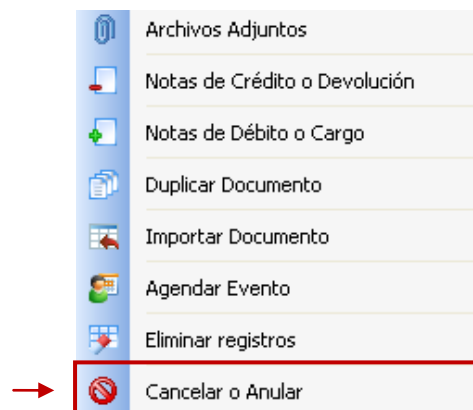 Archivos Adjuntos
Notas de Crédito o Devolución
Notas de Débito o Cargo
Duplicar Documento
Importar Documento
Agendar Evento
Eliminar registros
Cancelar o Anular